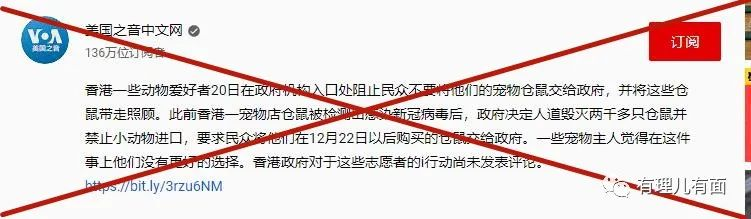 VOA
美国之音
美国之音中文网
136万位订阅者
订阅
香港一些动物爱好者20日在政府机构入口处阻止民众不要将他们的宠物仓鼠交给政府，并将这些仓
鼠带走照顾。此前香港一宠物店仓鼠被检测出感染新冠病毒后，政府决定人道毁灭两千多只仓鼠并
禁止小动物进口，要求民众将他们在12月22日以后购买的仓鼠交给政府。一些宠物主人觉得在这件
事上他们没有更好的选择。香港政府对于这些志愿者的i行动尚未发表评论。
https://bit.ly/3rzu6NM
有理儿有面